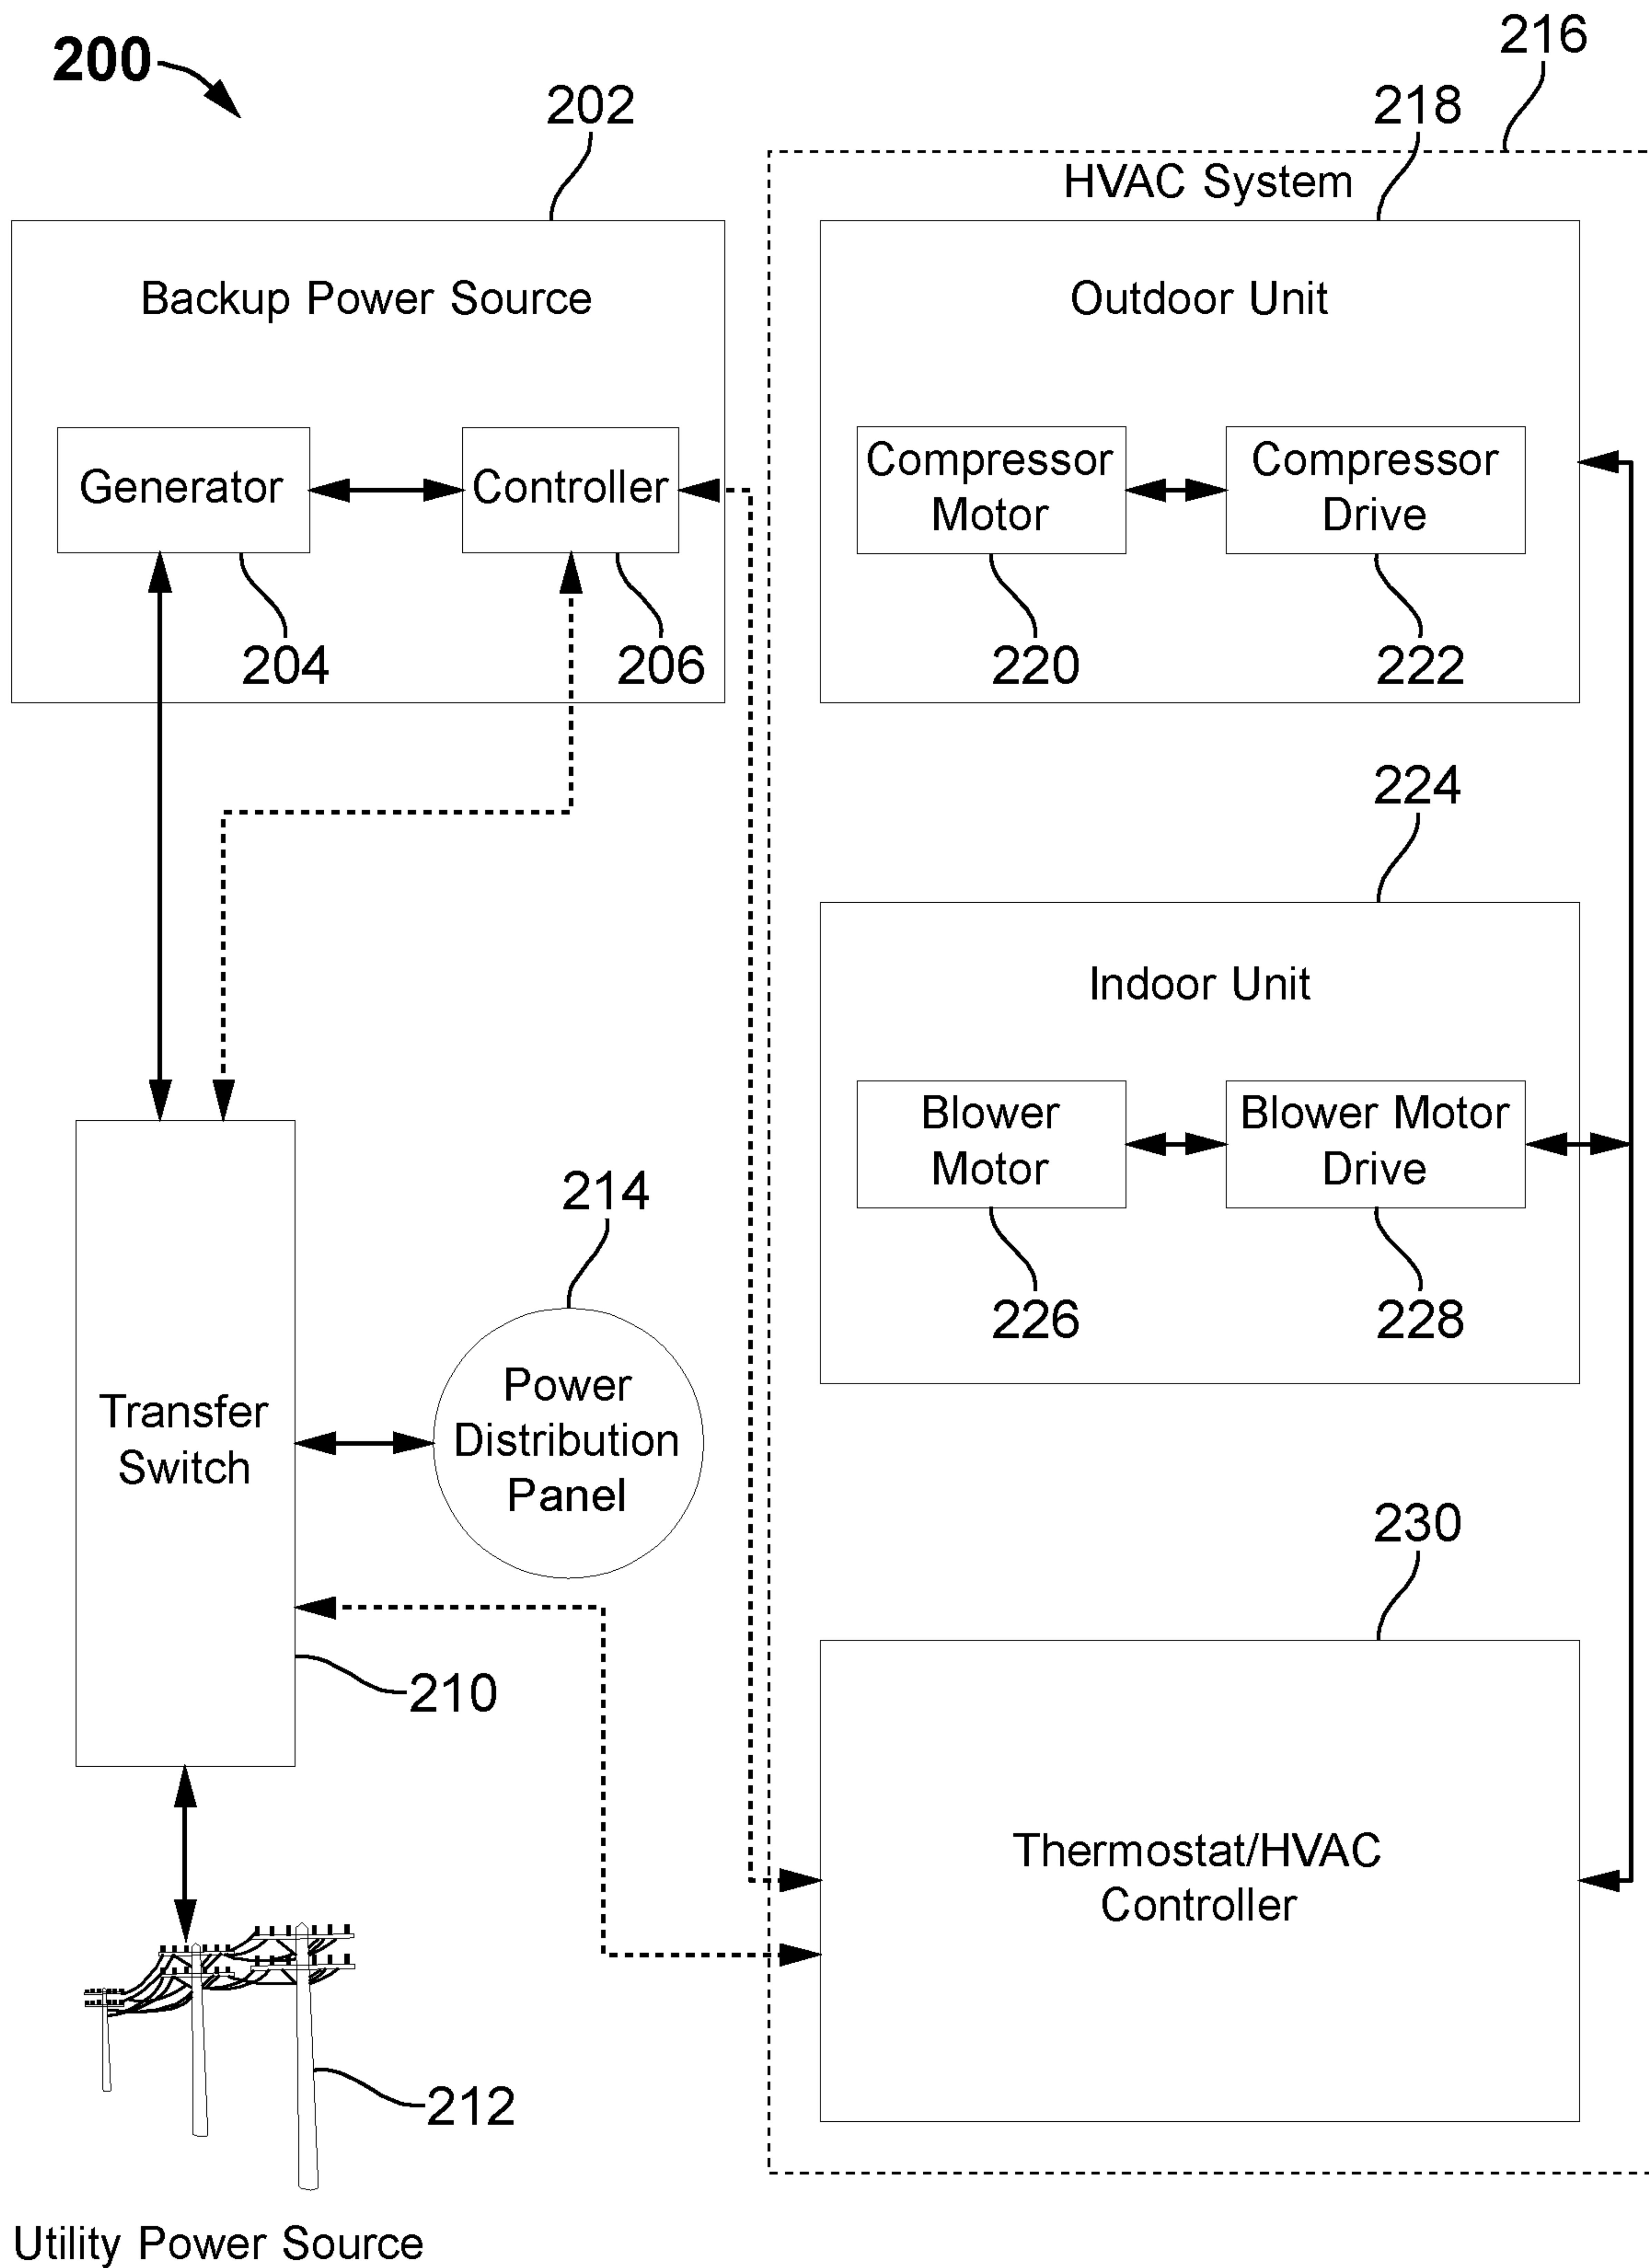 200
216
202
218
HVAC System
Backup Power Source
Outdoor Unit
Generator
Controller
Compressor
Motor
Compressor
Drive
204
206
220
222
224
Indoor Unit
Blower
Motor
Blower Motor
Drive
226
228
214
Transfer
Switch
Power
Distribution
Panel
230
210
Thermostat/HVAC
Controller
212
Utility Power Source